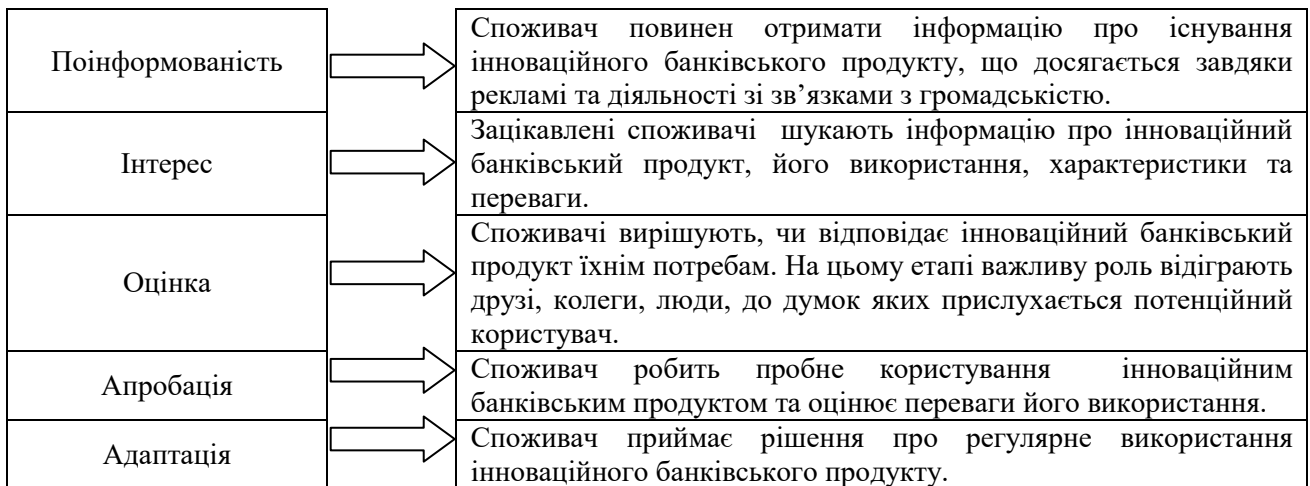 Поінформованість
Споживач повинен отримати інформацію про існування
інноваційного банківського продукту, що досягається завдяки
рекламі та діяльності зі зв’язками з громадськістю.
Інтерес
Зацікавлені споживачі шукають інформацію про інноваційний
банківський продукт, його використання, характеристики та
переваги.
Оцінка
Споживачі вирішують, чи відповідає інноваційний банківський
продукт їхнім потребам. На цьому етапі важливу роль відіграють
друзі, колеги, люди, до думок яких прислухається потенційний
користувач.
Апробація
Споживач робить пробне користування інноваційним
банківським продуктом та оцінює переваги його використання.
Адаптація
Споживач приймає рішення про регулярне використання
інноваційного банківського продукту.